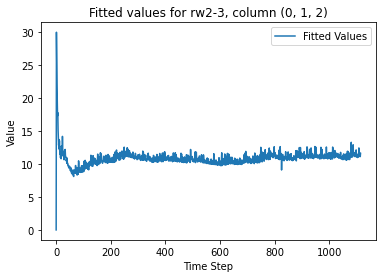 Fitted values for rw2-3, column (0, 1, 2)
Fitted Values
Value
30
25
20
15
10
5
0
0 200 400 600 800 1000
Time Step